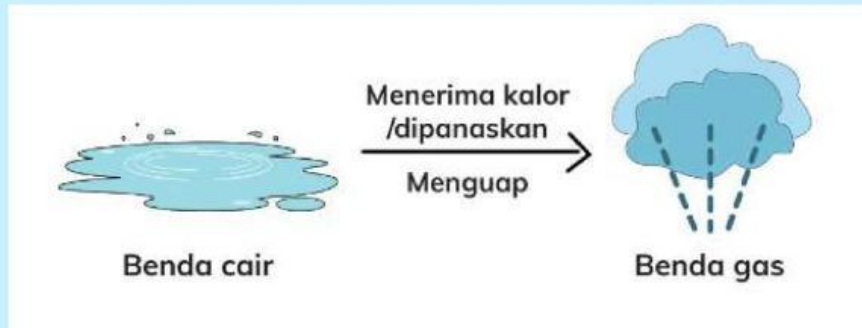 Menerima kalor
/dipanaskan
Menguap
Benda cair
Benda gas